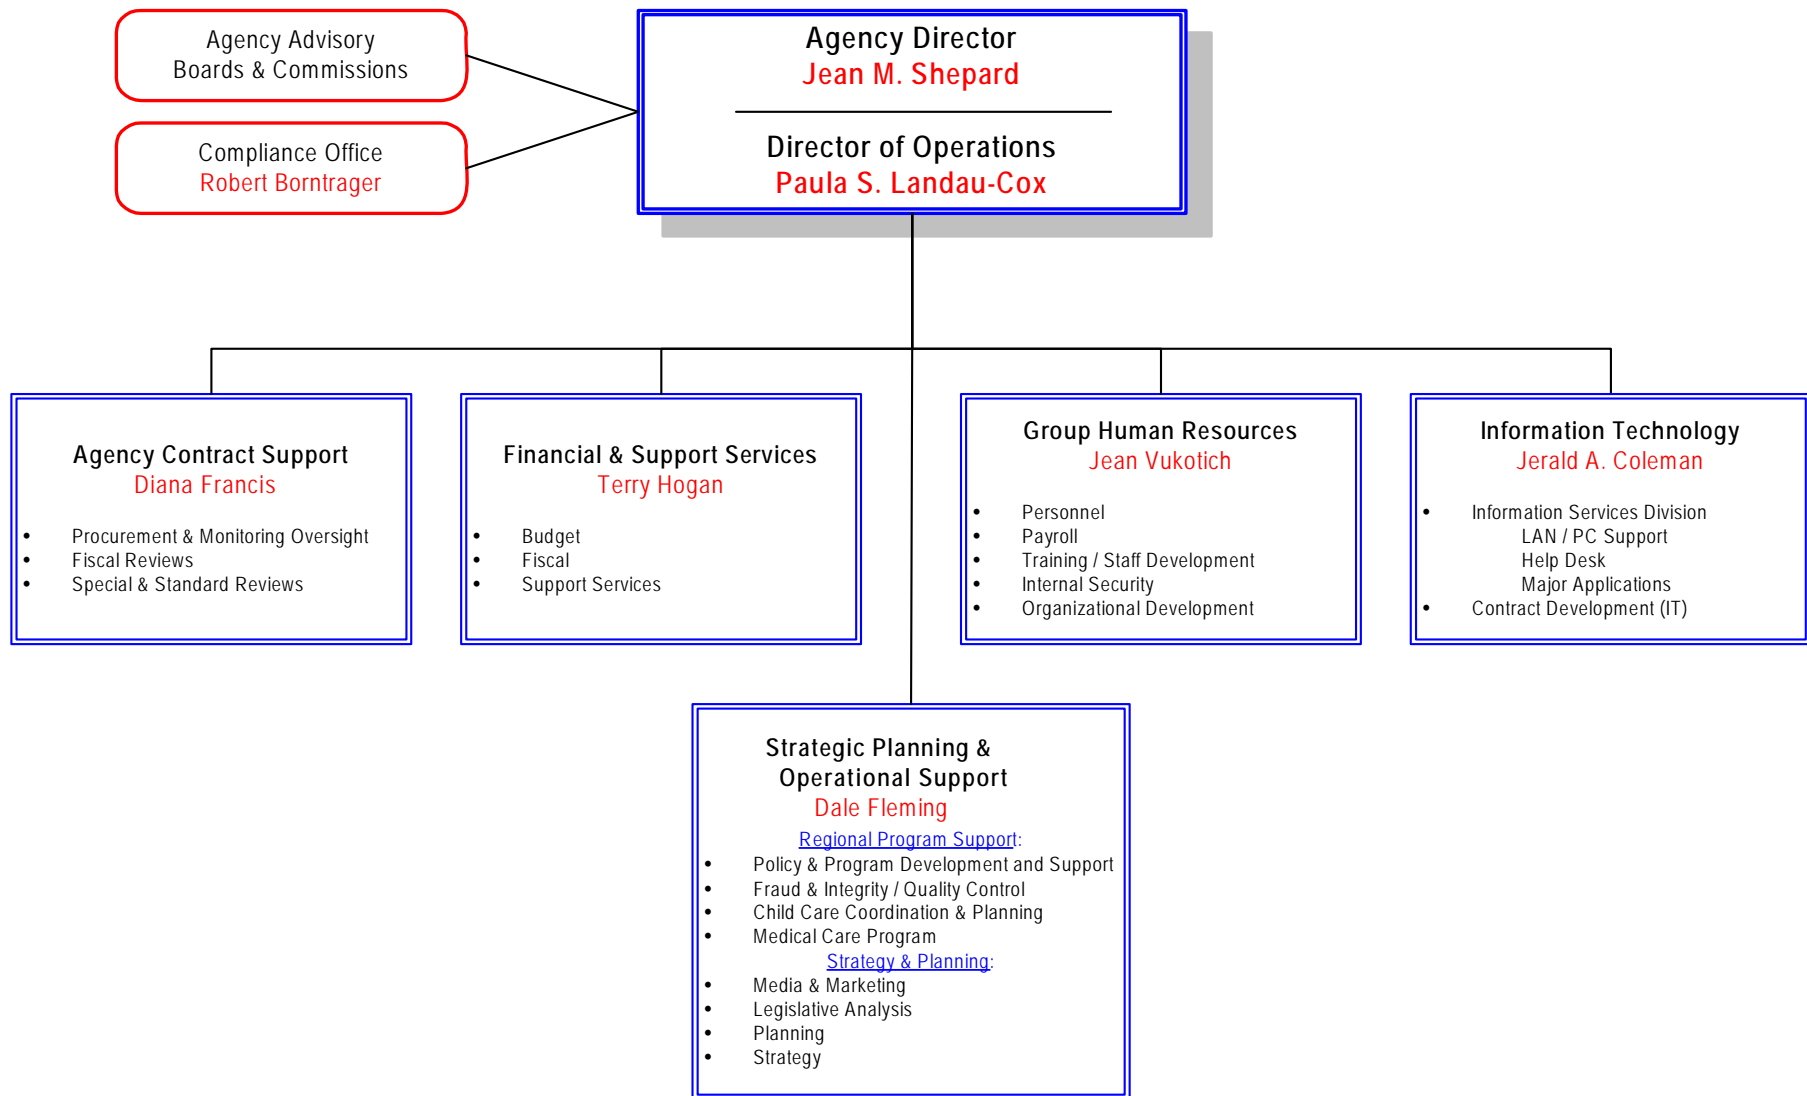 Agency Advisory
Boards & Commissions
Compliance Office
Robert Borntrager
Agency Director
Jean M. Shepard
Director of Operations
Paula S. Landau-Cox
Agency Contract Support
Diana Francis
• Procurement & Monitoring Oversight
• Fiscal Reviews
• Special & Standard Reviews
Financial & Support Services
Terry Hogan
• Budget
• Fiscal
• Support Services
Group Human Resources
Jean Vukotich
• Personnel
• Payroll
• Training / Staff Development
• Internal Security
• Organizational Development
Information Technology
Jerald A. Coleman
• Information Services Division
LAN / PC Support
Help Desk
Major Applications
• Contract Development (IT)
Strategic Planning &
Operational Support
Dale Fleming
Regional Program Support:
• Policy & Program Development and Support
• Fraud & Integrity / Quality Control
• Child Care Coordination & Planning
• Medical Care Program
Strategy & Planning:
• Media & Marketing
• Legislative Analysis
• Planning
• Strategy